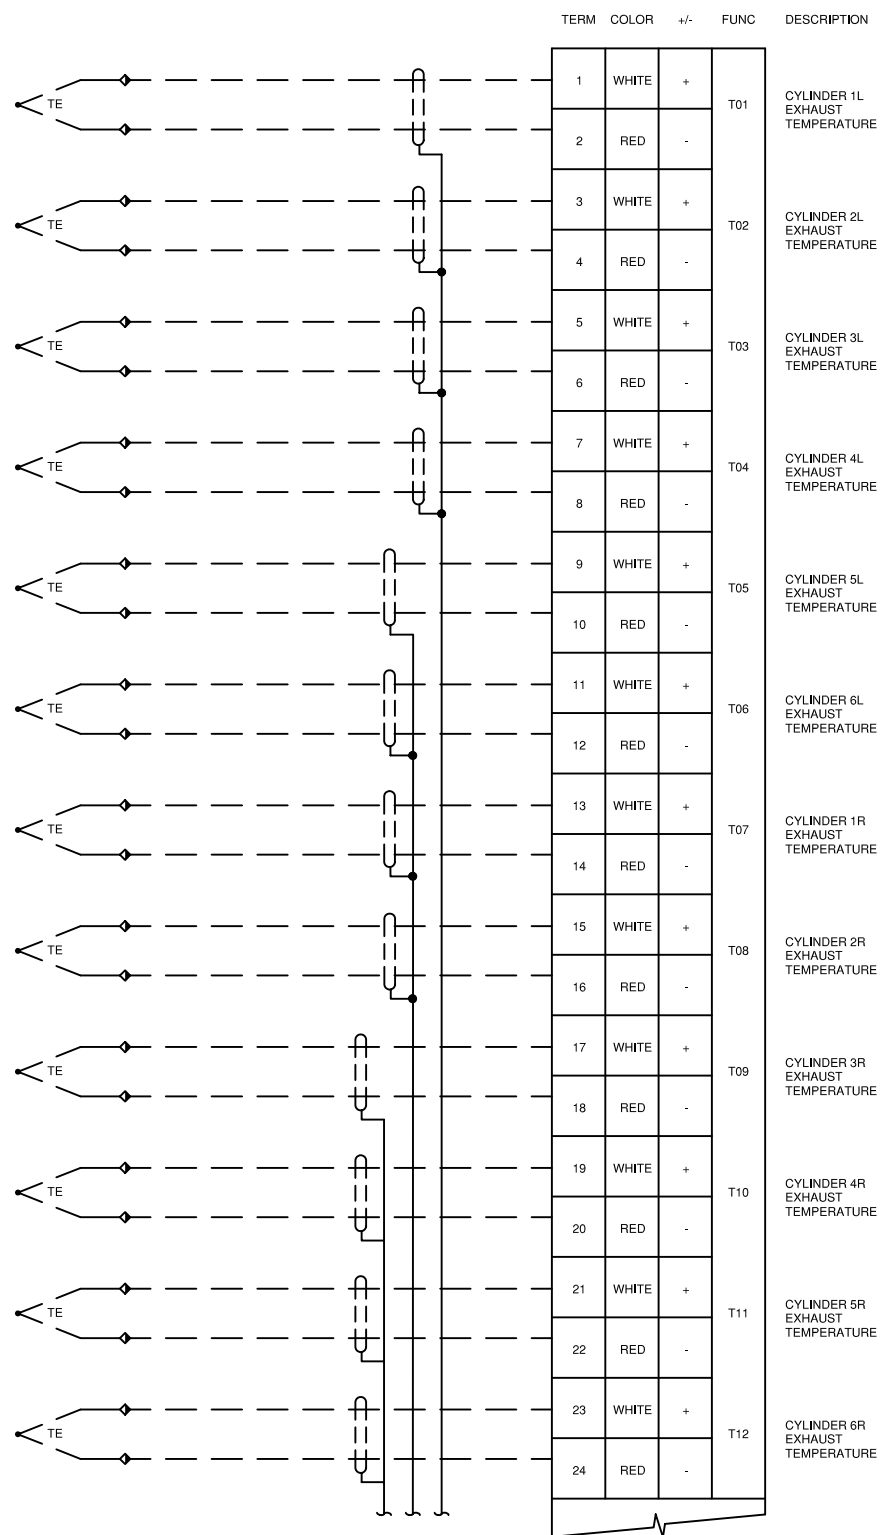 TERM COLOR +/- FUNC DESCRIPTION
1 WHITE +
TE T01 CYLINDER 1L
EXHAUST
TEMPERATURE
2 RED -
3 WHITE +
TE T02 CYLINDER 2L
EXHAUST
TEMPERATURE
4 RED -
5 WHITE +
TE T03 CYLINDER 3L
EXHAUST
TEMPERATURE
6 RED -
7 WHITE +
TE T04 CYLINDER 4L
EXHAUST
TEMPERATURE
8 RED -
9 WHITE +
TE T05 CYLINDER 5L
EXHAUST
TEMPERATURE
10 RED -
11 WHITE +
TE T06 CYLINDER 6L
EXHAUST
TEMPERATURE
12 RED -
13 WHITE +
TE T07 CYLINDER 1R
EXHAUST
TEMPERATURE
14 RED -
15 WHITE +
TE T08 CYLINDER 2R
EXHAUST
TEMPERATURE
16 RED -
17 WHITE +
TE T09 CYLINDER 3R
EXHAUST
TEMPERATURE
18 RED -
19 WHITE +
TE T10 CYLINDER 4R
EXHAUST
TEMPERATURE
20 RED -
21 WHITE +
TE T11 CYLINDER 5R
EXHAUST
TEMPERATURE
22 RED -
23 WHITE +
TE T12 CYLINDER 6R
EXHAUST
TEMPERATURE
24 RED -